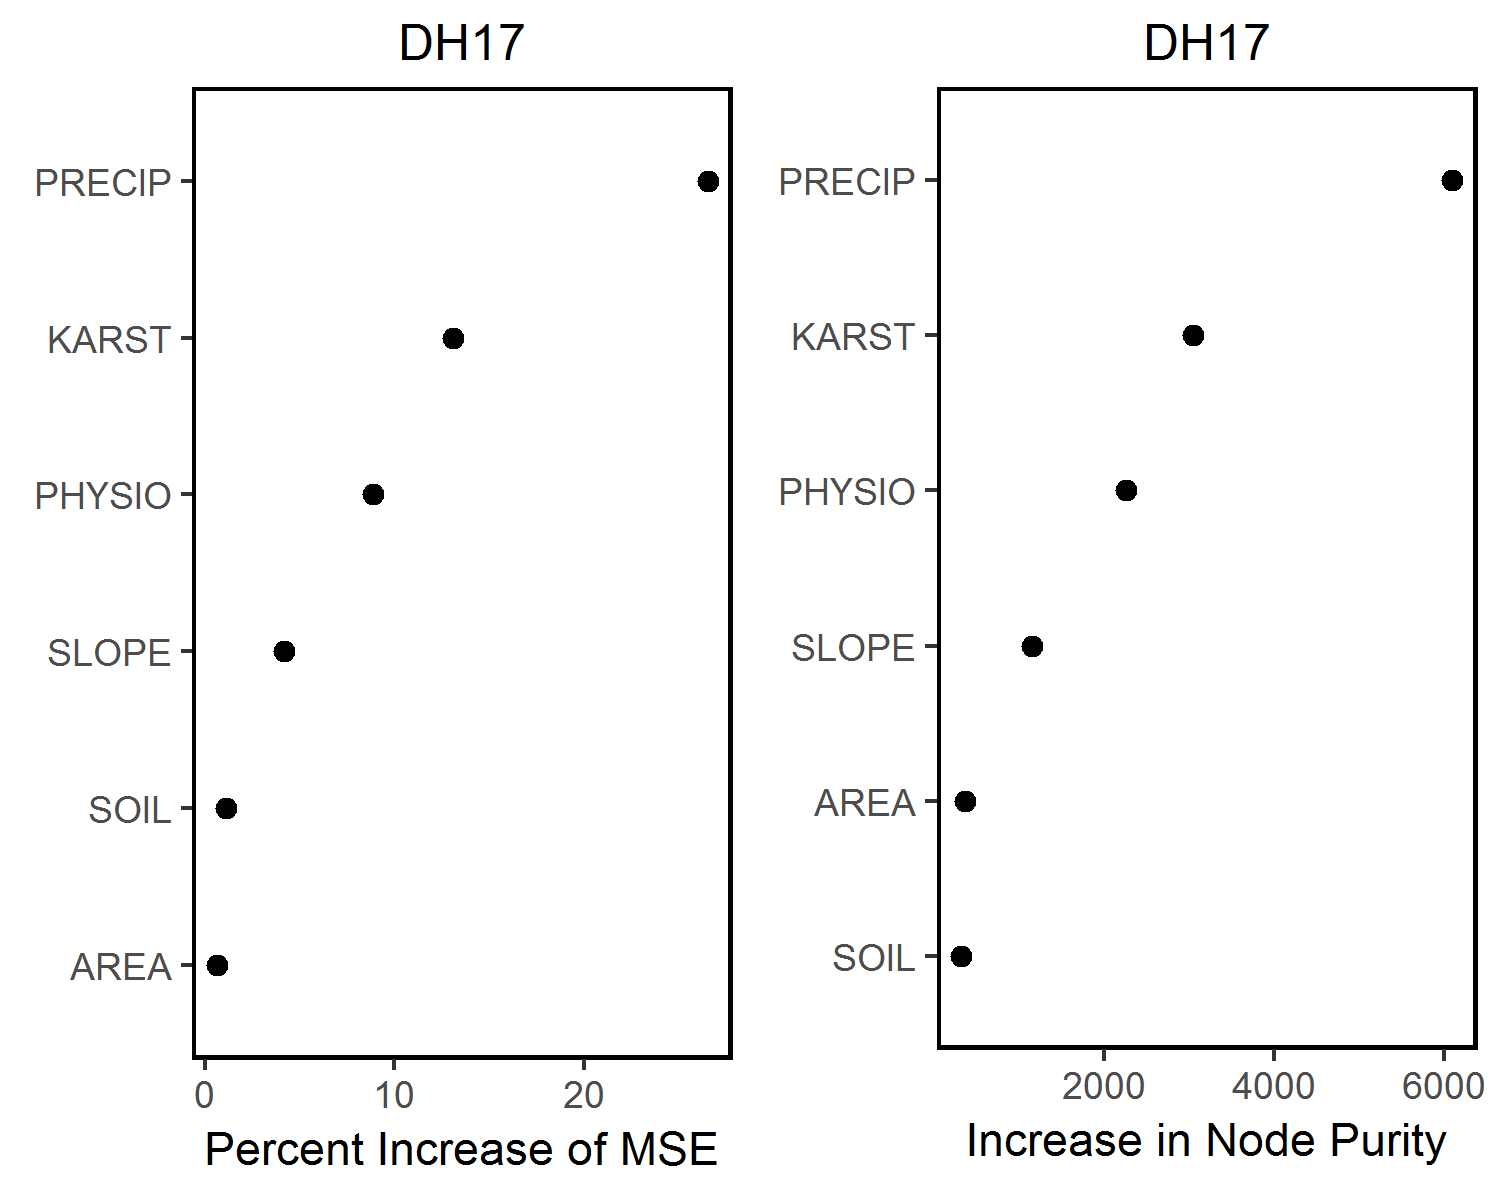 DH17
PRECIP
KARST
PHYSIO
SLOPE
SOIL
AREA
0 10 20
Percent Increase of MSE
DH17
PRECIP
KARST
PHYSIO
SLOPE
AREA
SOIL
2000 4000 6000
Increase in Node Purity